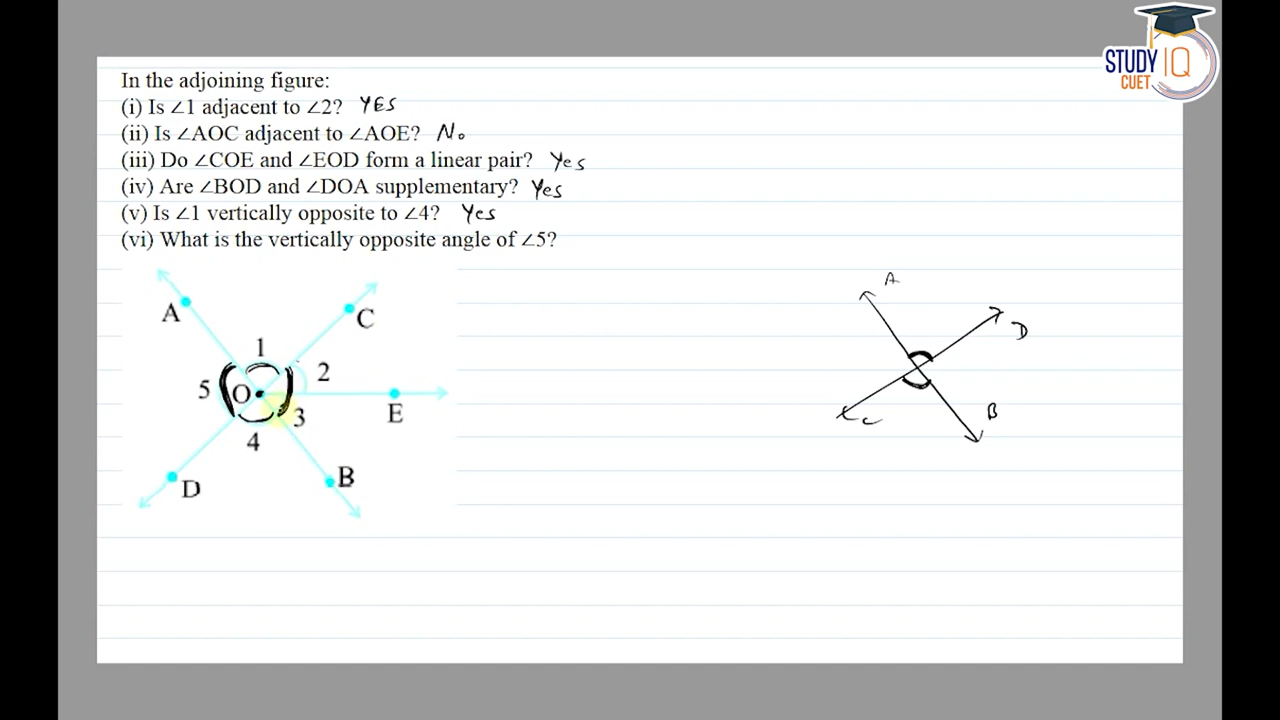 STUDY IQ
CUET
In the adjoining figure:
(i) Is ∠1 adjacent to ∠2? YES
(ii) Is ∠AOC adjacent to ∠AOE? No
(iii) Do ∠COE and ∠EOD form a linear pair? Yes
(iv) Are ∠BOD and ∠DOA supplementary? Yes
(v) Is ∠1 vertically opposite to ∠4? Yes
(vi) What is the vertically opposite angle of ∠5?
A
C
1
2
5
O
E
3
4
D
B
A
D
C
B